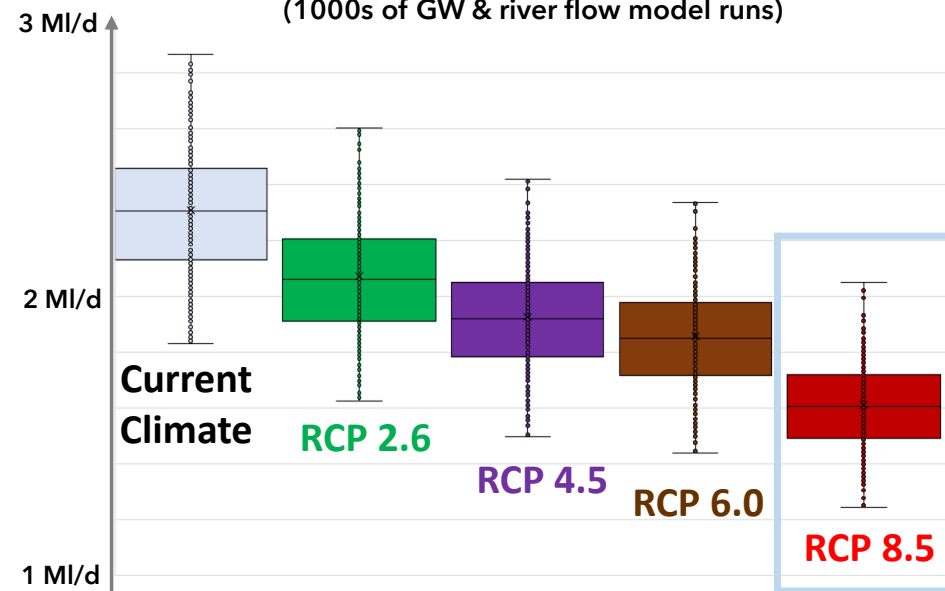 (1000s of GW & river flow model runs)
3 Ml/d
2 Ml/d
1 Ml/d
Current
Climate
RCP 2.6
RCP 4.5
RCP 6.0
RCP 8.5